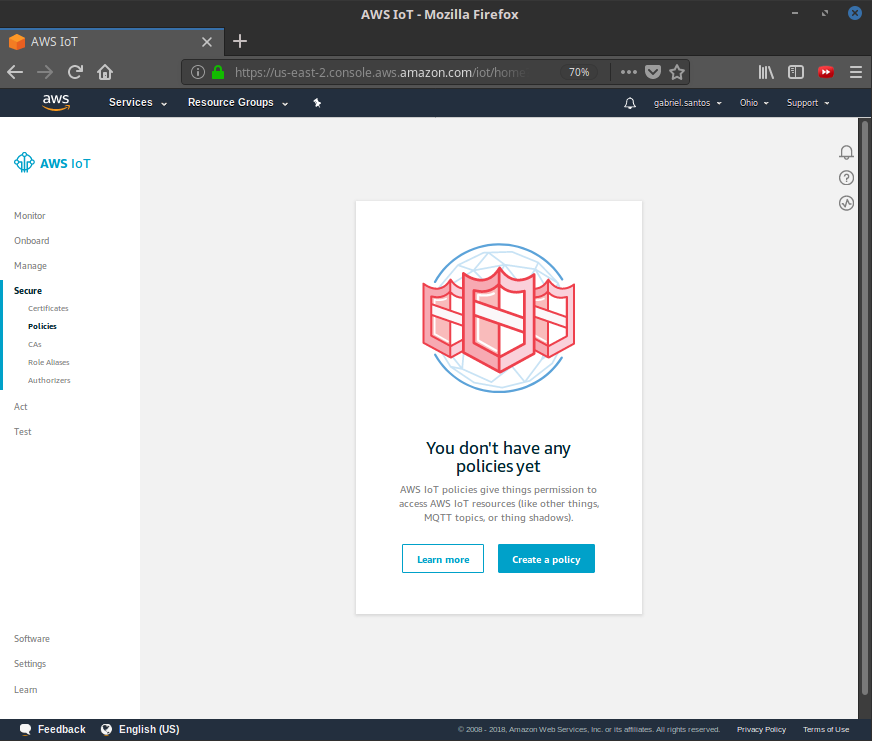 AWS IoT - Mozilla Firefox
AWS IoT
https://us-east-2.console.aws.amazon.com/iot/home
70%
aws
Services
Resource Groups
gabriel.santos
Ohio
Support
AWS IoT
Monitor
Onboard
Manage
Secure
Certificates
Policies
CAs
Role Aliases
Authorizers
Act
Test
Software
Settings
Learn
You don't have any
policies yet
AWS IoT policies give things permission to
access AWS IoT resources (like other things,
MQTT topics, or thing shadows).
Learn more
Create a policy
Feedback
English (US)
© 2008 - 2018, Amazon Web Services, Inc. or its affiliates. All rights reserved.
Privacy Policy
Terms of Use